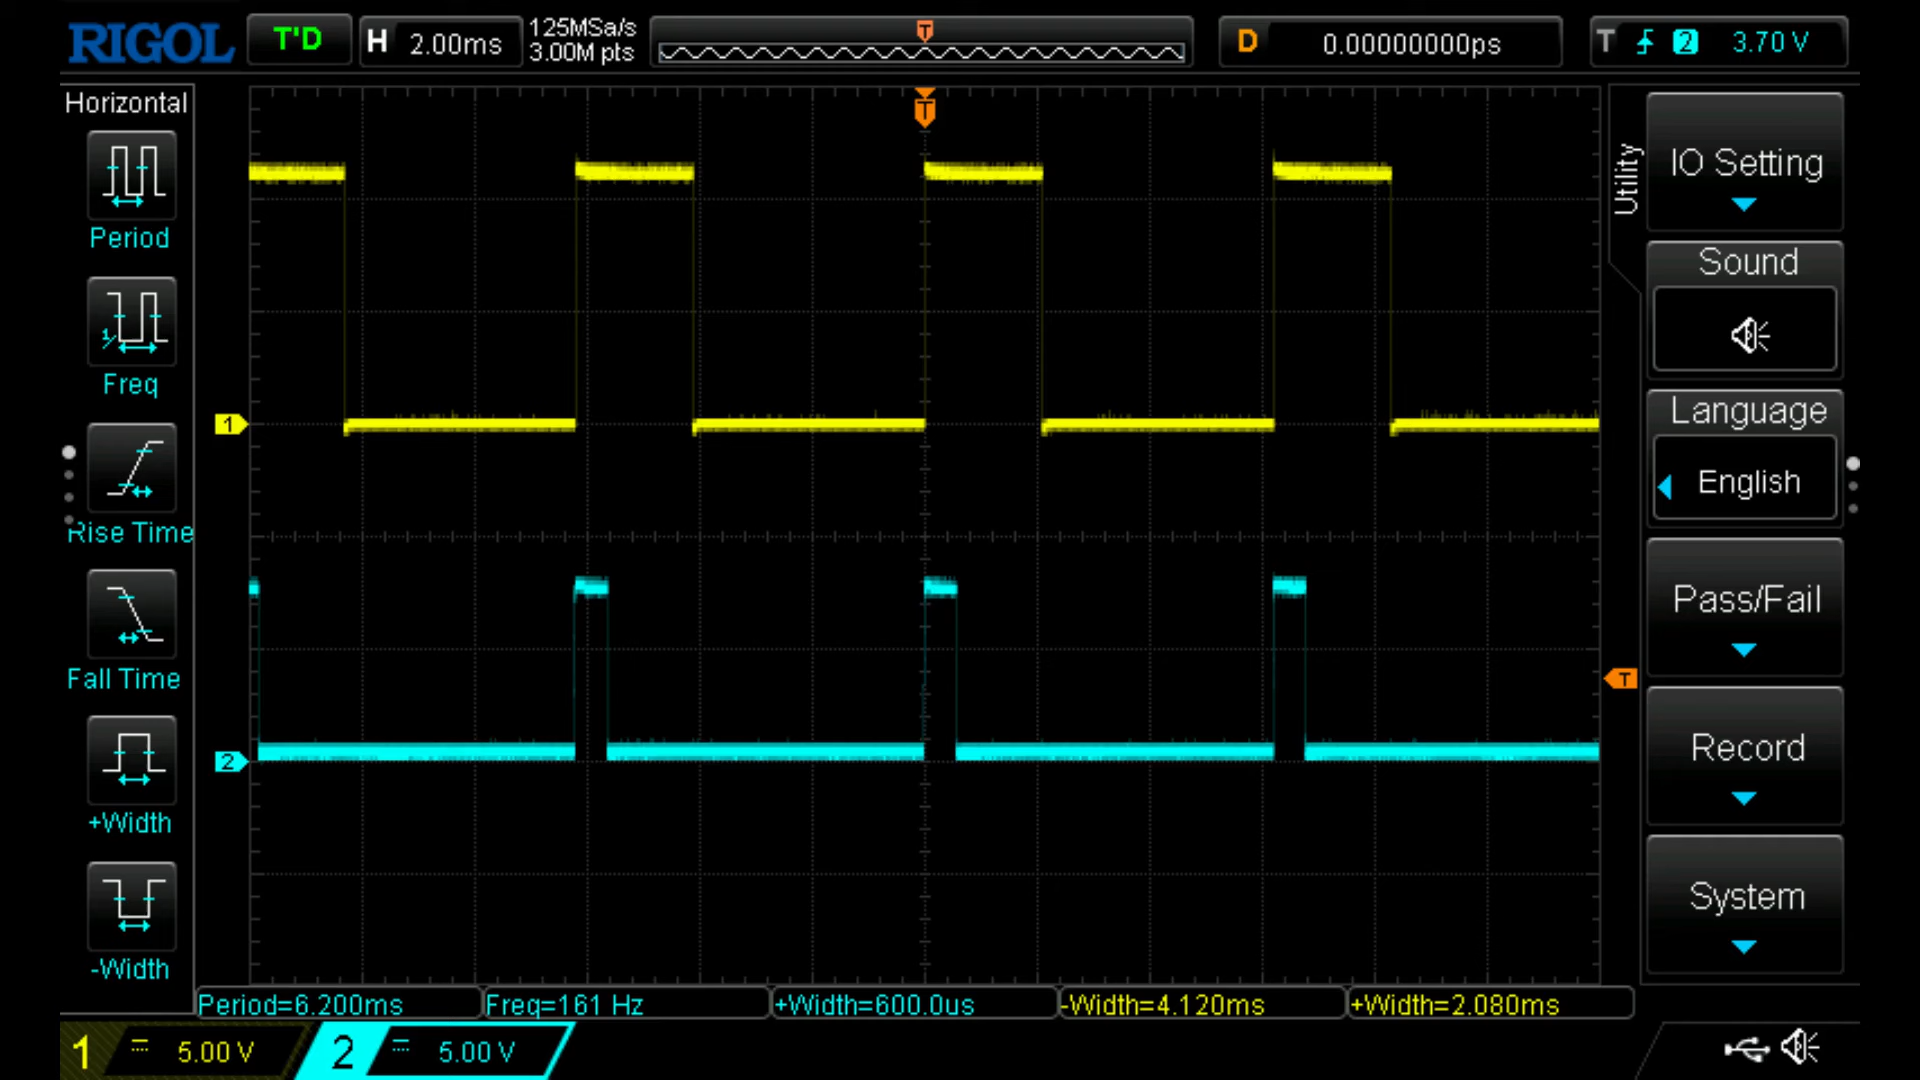 RIGOL T'D H 2.00ms 125MSa/s 3.00M pts T D 0.00000000ps T 2 3.70 V
Horizontal
Period
1/
Freq
Rise Time
Fall Time
+Width
-Width
T
1
2
T
Utility
IO Setting
Sound
Language
English
Pass/Fail
Record
System
Period=6.200ms Freq=161 Hz +Width=600.0us -Width=4.120ms +Width=2.080ms
1 5.00 V 2 5.00 V